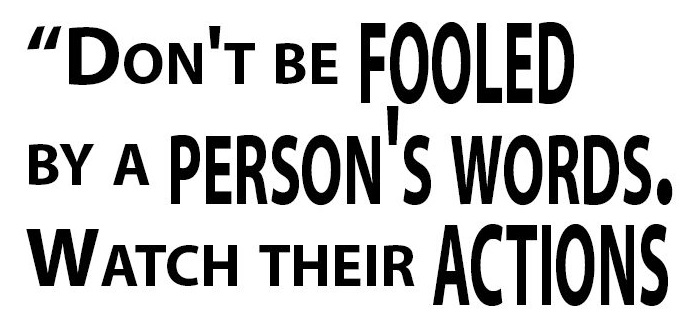 “Don't be FOOLED
by a PERSON'S WORDS.
Watch their ACTIONS